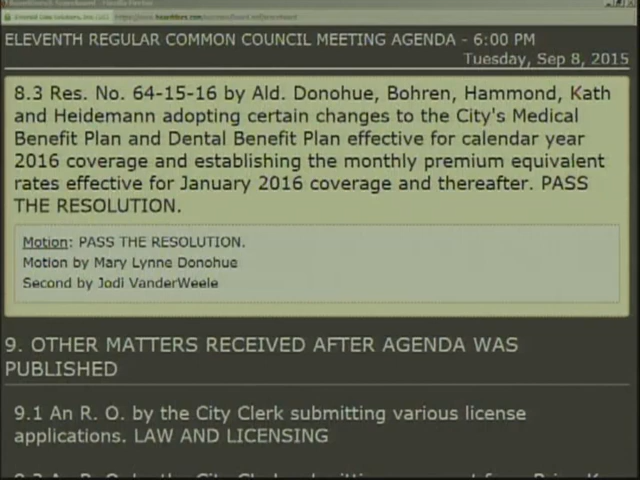 ELEVENTH REGULAR COMMON COUNCIL MEETING AGENDA - 6:00 PM
Tuesday, Sep 8, 2015
8.3 Res. No. 64-15-16 by Ald. Donohue, Bohren, Hammond, Kath
and Heidemann adopting certain changes to the City's Medical
Benefit Plan and Dental Benefit Plan effective for calendar year
2016 coverage and establishing the monthly premium equivalent
rates effective for January 2016 coverage and thereafter. PASS
THE RESOLUTION.
Motion: PASS THE RESOLUTION.
Motion by Mary Lynne Donohue
Second by Jodi VanderWeele
9. OTHER MATTERS RECEIVED AFTER AGENDA WAS
PUBLISHED
9.1 An R. O. by the City Clerk submitting various license
applications. LAW AND LICENSING